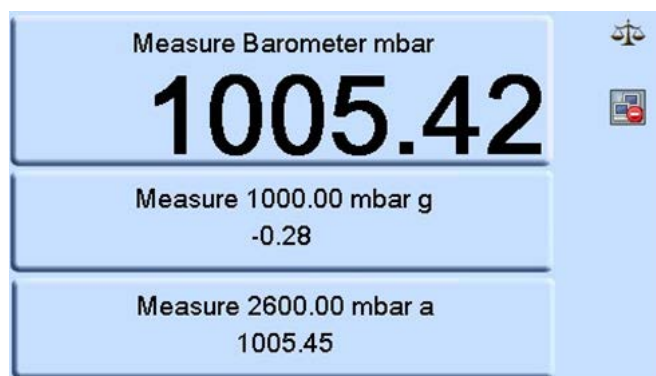 Measure Barometer mbar
1005.42
Measure 1000.00 mbar g
-0.28
Measure 2600.00 mbar a
1005.45